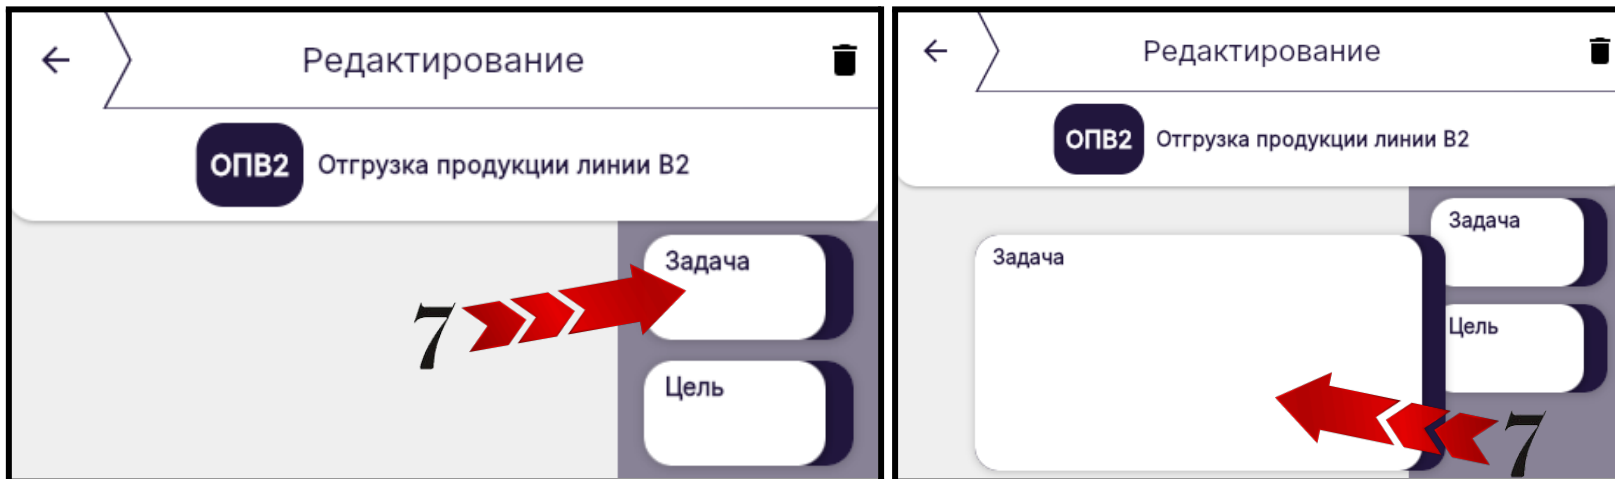 Редактирование
ОПВ2 Отгрузка продукции линии В2
Задача
7
Цель
Редактирование
ОПВ2 Отгрузка продукции линии В2
Задача
Задача
Цель
7